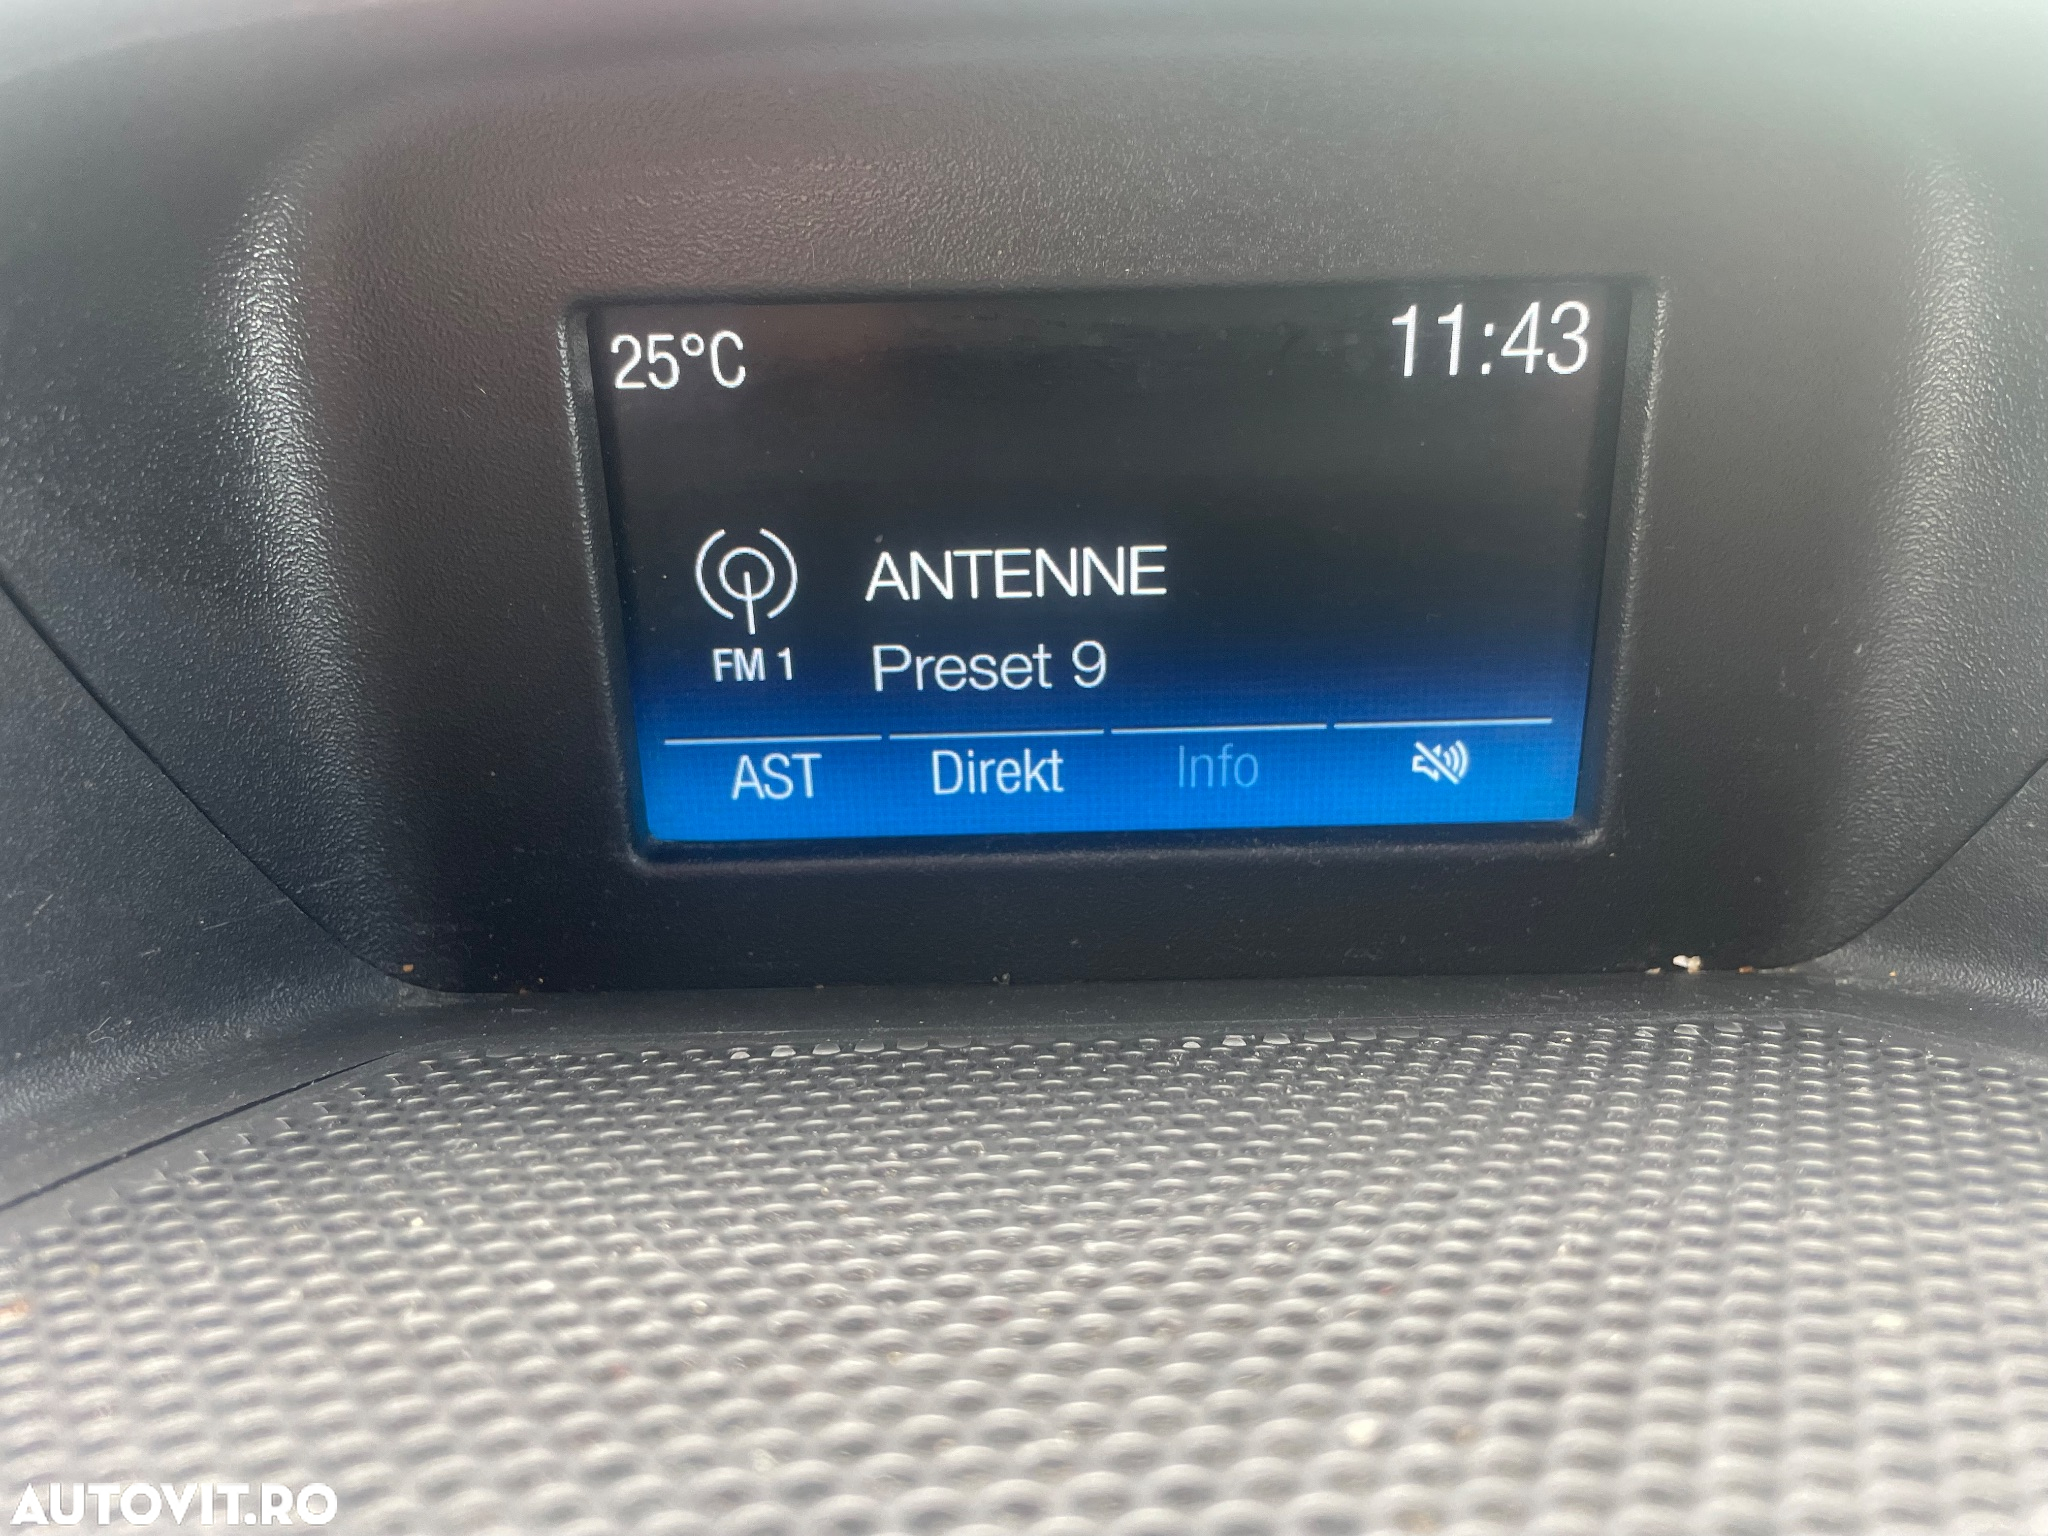 25°C 11:43
ANTENNE
FM 1 Preset 9
AST Direkt Info
AUTOVIT.RO